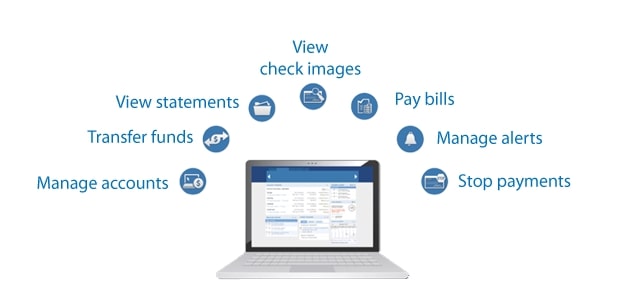 View
check images
View statements
Pay bills
Transfer funds
Manage alerts
Manage accounts
Stop payments